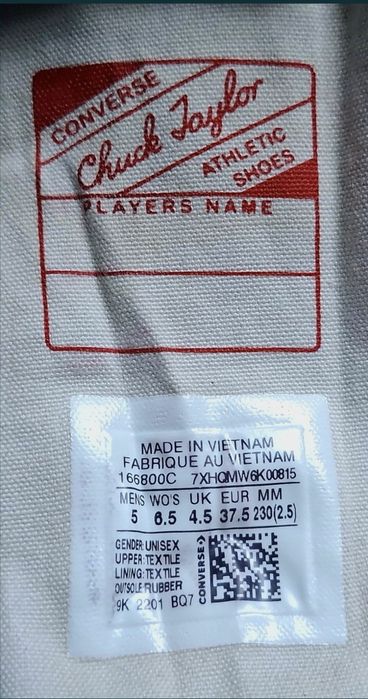 CONVERSE
Chuck Taylor
ATHLETIC
SHOES
PLAYERS NAME
MADE IN VIETNAM
FABRIQUE AU VIETNAM
166800C 7XHQMW6K00815
MENS WO'S UK EUR MM
5 6.5 4.5 37.5 230(2.5)
GENDER:UNISEX
UPPER:TEXTILE
LINING:TEXTILE
OUTSOLE:RUBBER
9K 2201 BQ7
CONVERSE